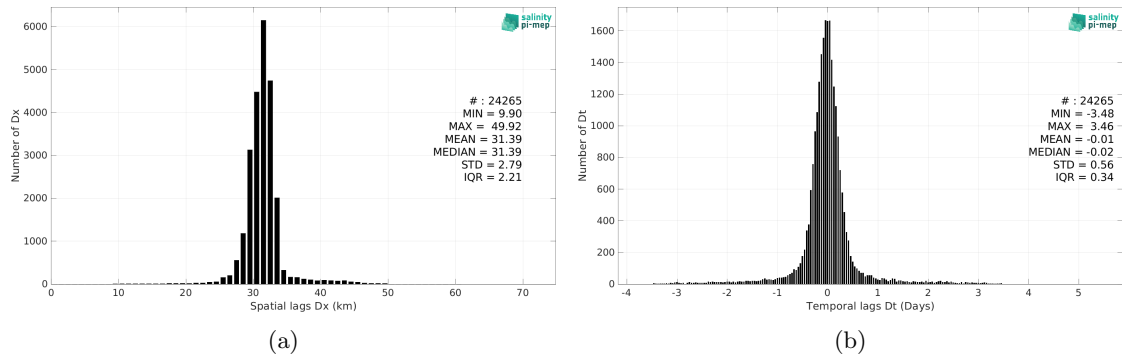 salinity
pi-mep
6000
5000
4000
3000
2000
1000
0
Number of Dx
# : 24265
MIN = 9.90
MAX = 49.92
MEAN = 31.39
MEDIAN = 31.39
STD = 2.79
IQR = 2.21
0 10 20 30 40 50 60 70
Spatial lags Dx (km)
(a)
salinity
pi-mep
1600
1400
1200
1000
800
600
400
200
0
Number of Dt
# : 24265
MIN = -3.48
MAX = 3.46
MEAN = -0.01
MEDIAN = -0.02
STD = 0.56
IQR = 0.34
-4 -3 -2 -1 0 1 2 3 4 5
Temporal lags Dt (Days)
(b)